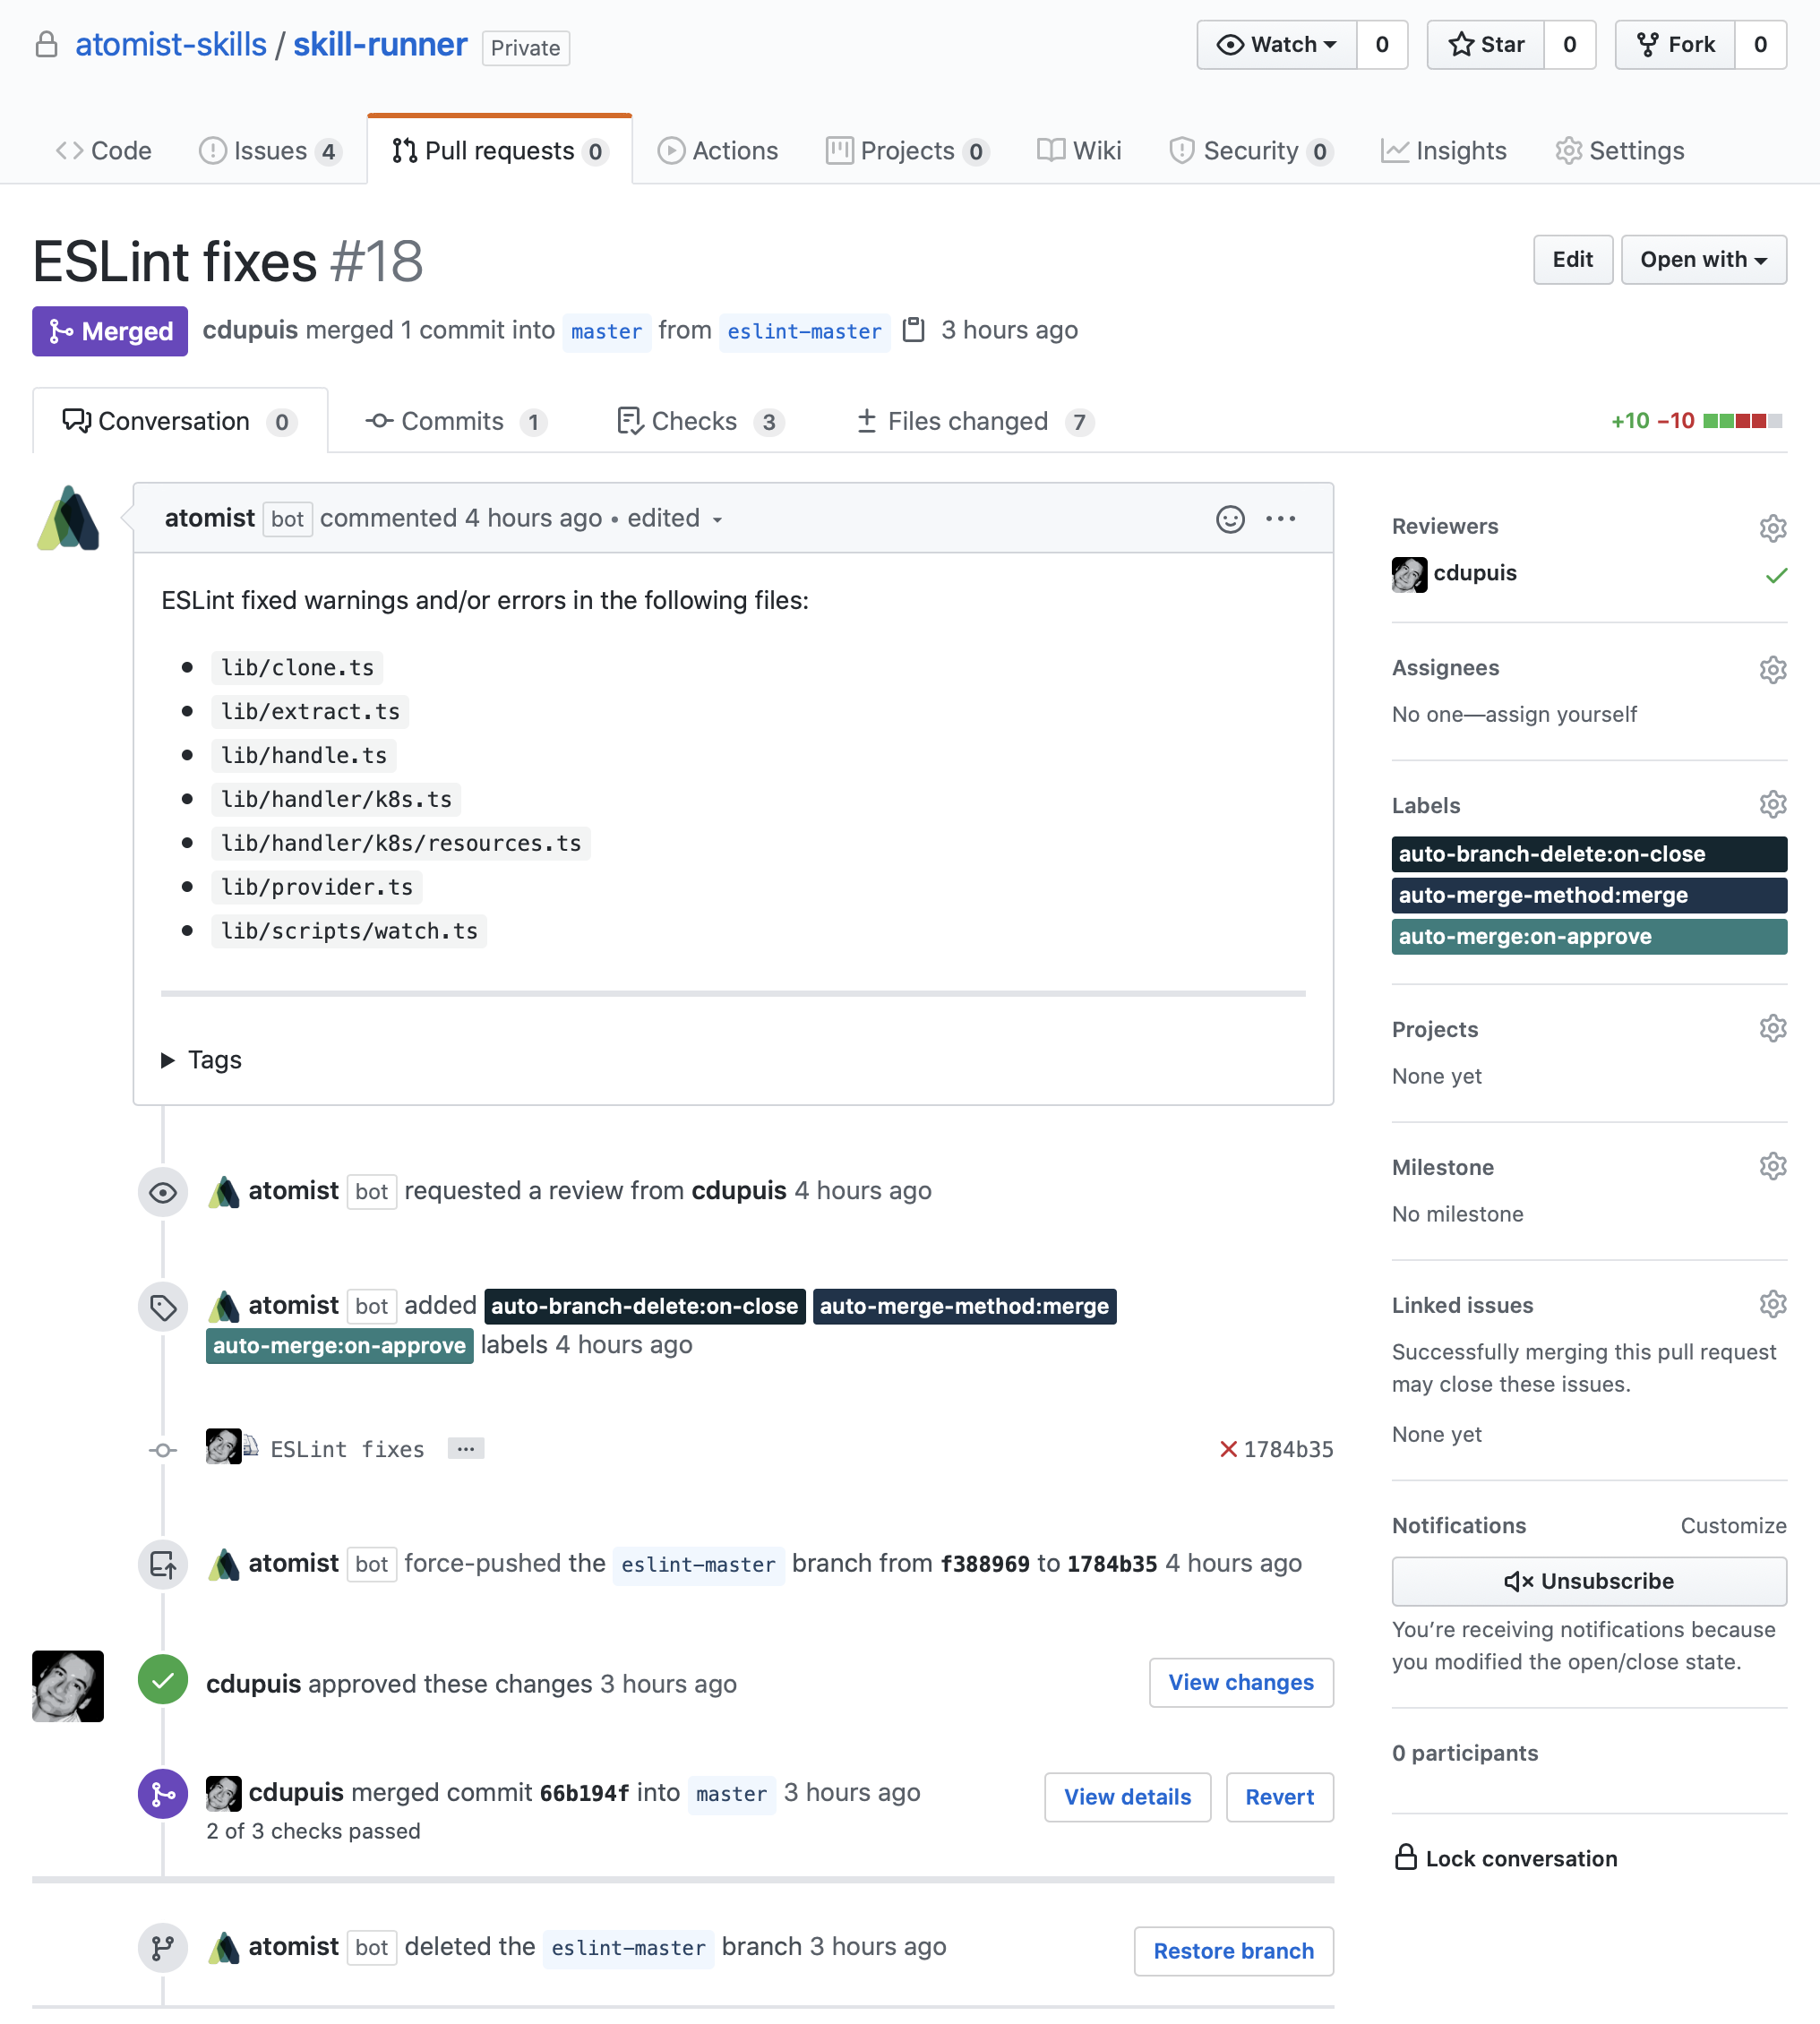 atomist-skills / skill-runner Private Watch 0 Star 0 Fork 0
Code Issues 4 Pull requests 0 Actions Projects 0 Wiki Security 0 Insights Settings
ESLint fixes #18 Edit Open with
Merged cdupuis merged 1 commit into master from eslint-master 3 hours ago
Conversation 0 Commits 1 Checks 3 Files changed 7 +10 −10
atomist bot commented 4 hours ago • edited
ESLint fixed warnings and/or errors in the following files:
lib/clone.ts
lib/extract.ts
lib/handle.ts
lib/handler/k8s.ts
lib/handler/k8s/resources.ts
lib/provider.ts
lib/scripts/watch.ts
Tags
atomist bot requested a review from cdupuis 4 hours ago
atomist bot added auto-branch-delete:on-close auto-merge-method:merge
auto-merge:on-approve labels 4 hours ago
ESLint fixes ... 1784b35
atomist bot force-pushed the eslint-master branch from f388969 to 1784b35 4 hours ago
cdupuis approved these changes 3 hours ago View changes
cdupuis merged commit 66b194f into master 3 hours ago View details Revert
2 of 3 checks passed
atomist bot deleted the eslint-master branch 3 hours ago Restore branch
Reviewers
cdupuis
Assignees
No one—assign yourself
Labels
auto-branch-delete:on-close
auto-merge-method:merge
auto-merge:on-approve
Projects
None yet
Milestone
No milestone
Linked issues
Successfully merging this pull request
may close these issues.
None yet
Notifications Customize
Unsubscribe
You’re receiving notifications because
you modified the open/close state.
0 participants
Lock conversation